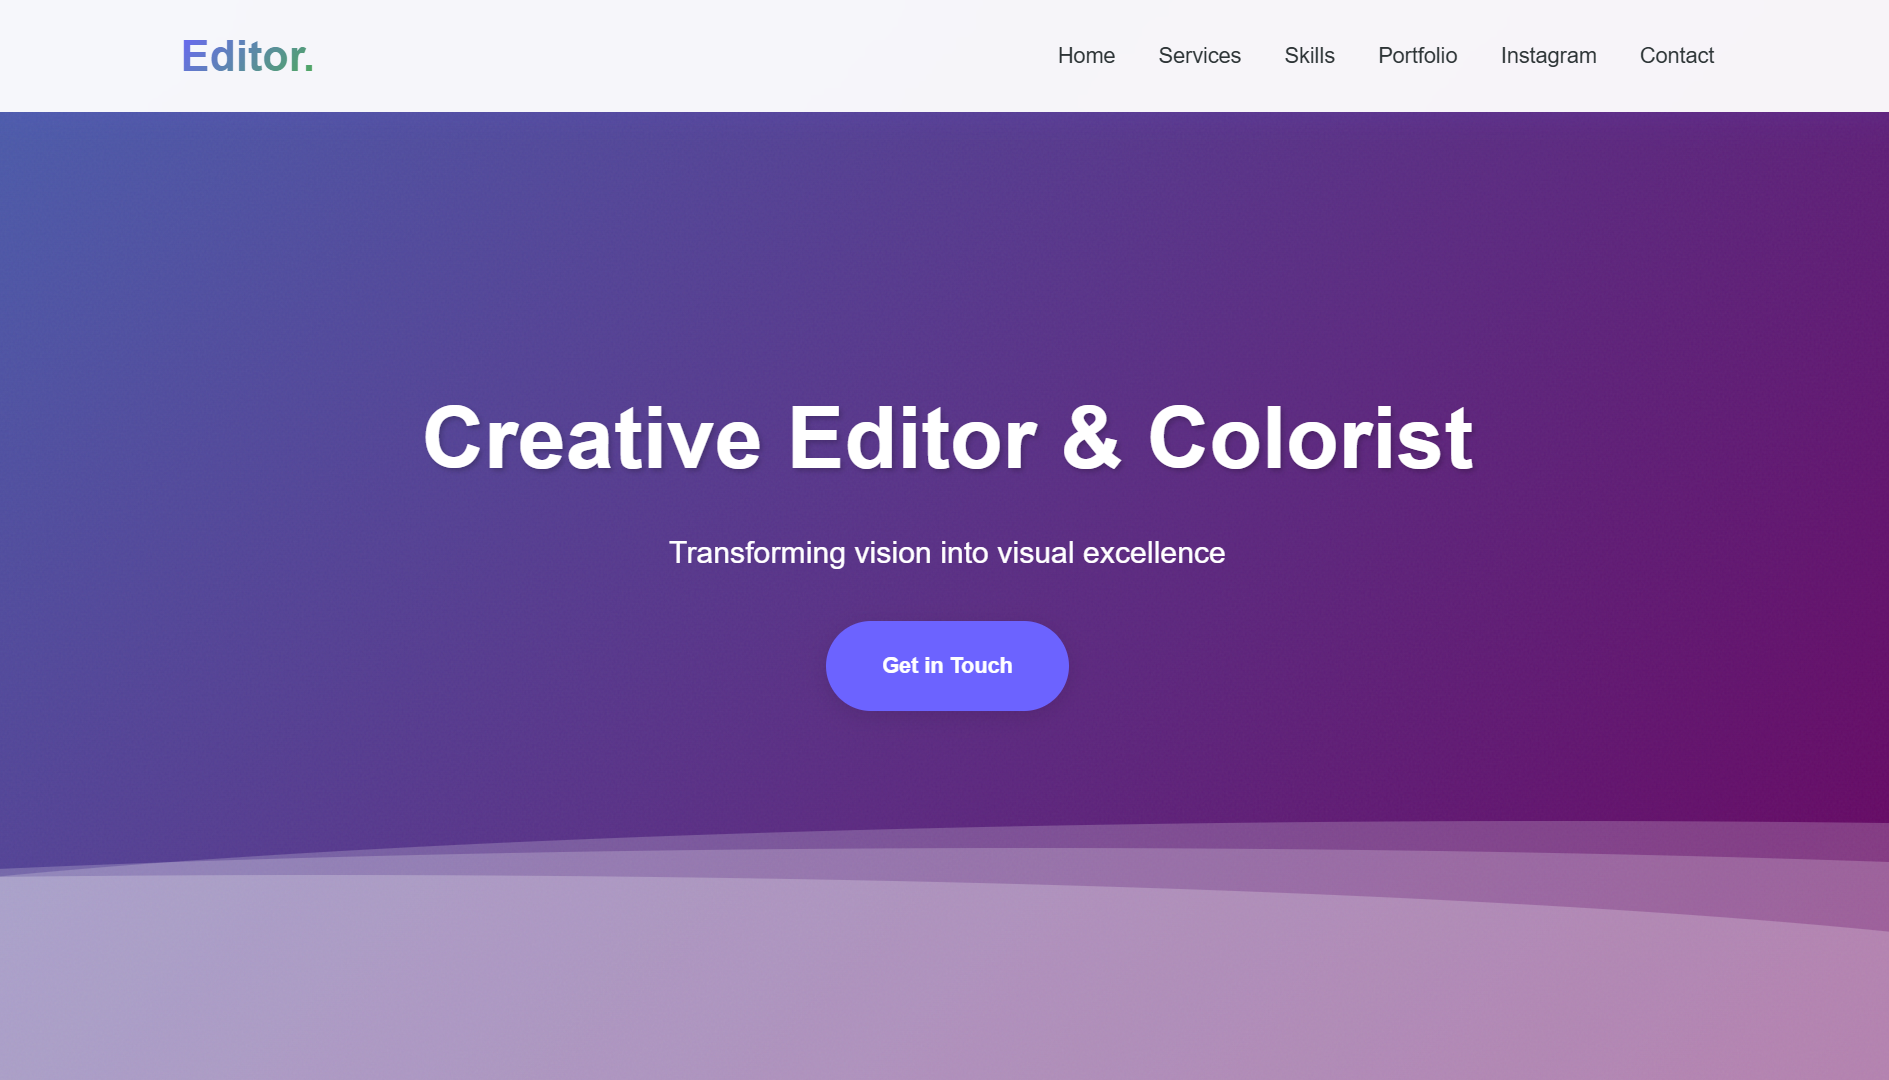 Editor.
Home Services Skills Portfolio Instagram Contact
Creative Editor & Colorist
Transforming vision into visual excellence
Get in Touch